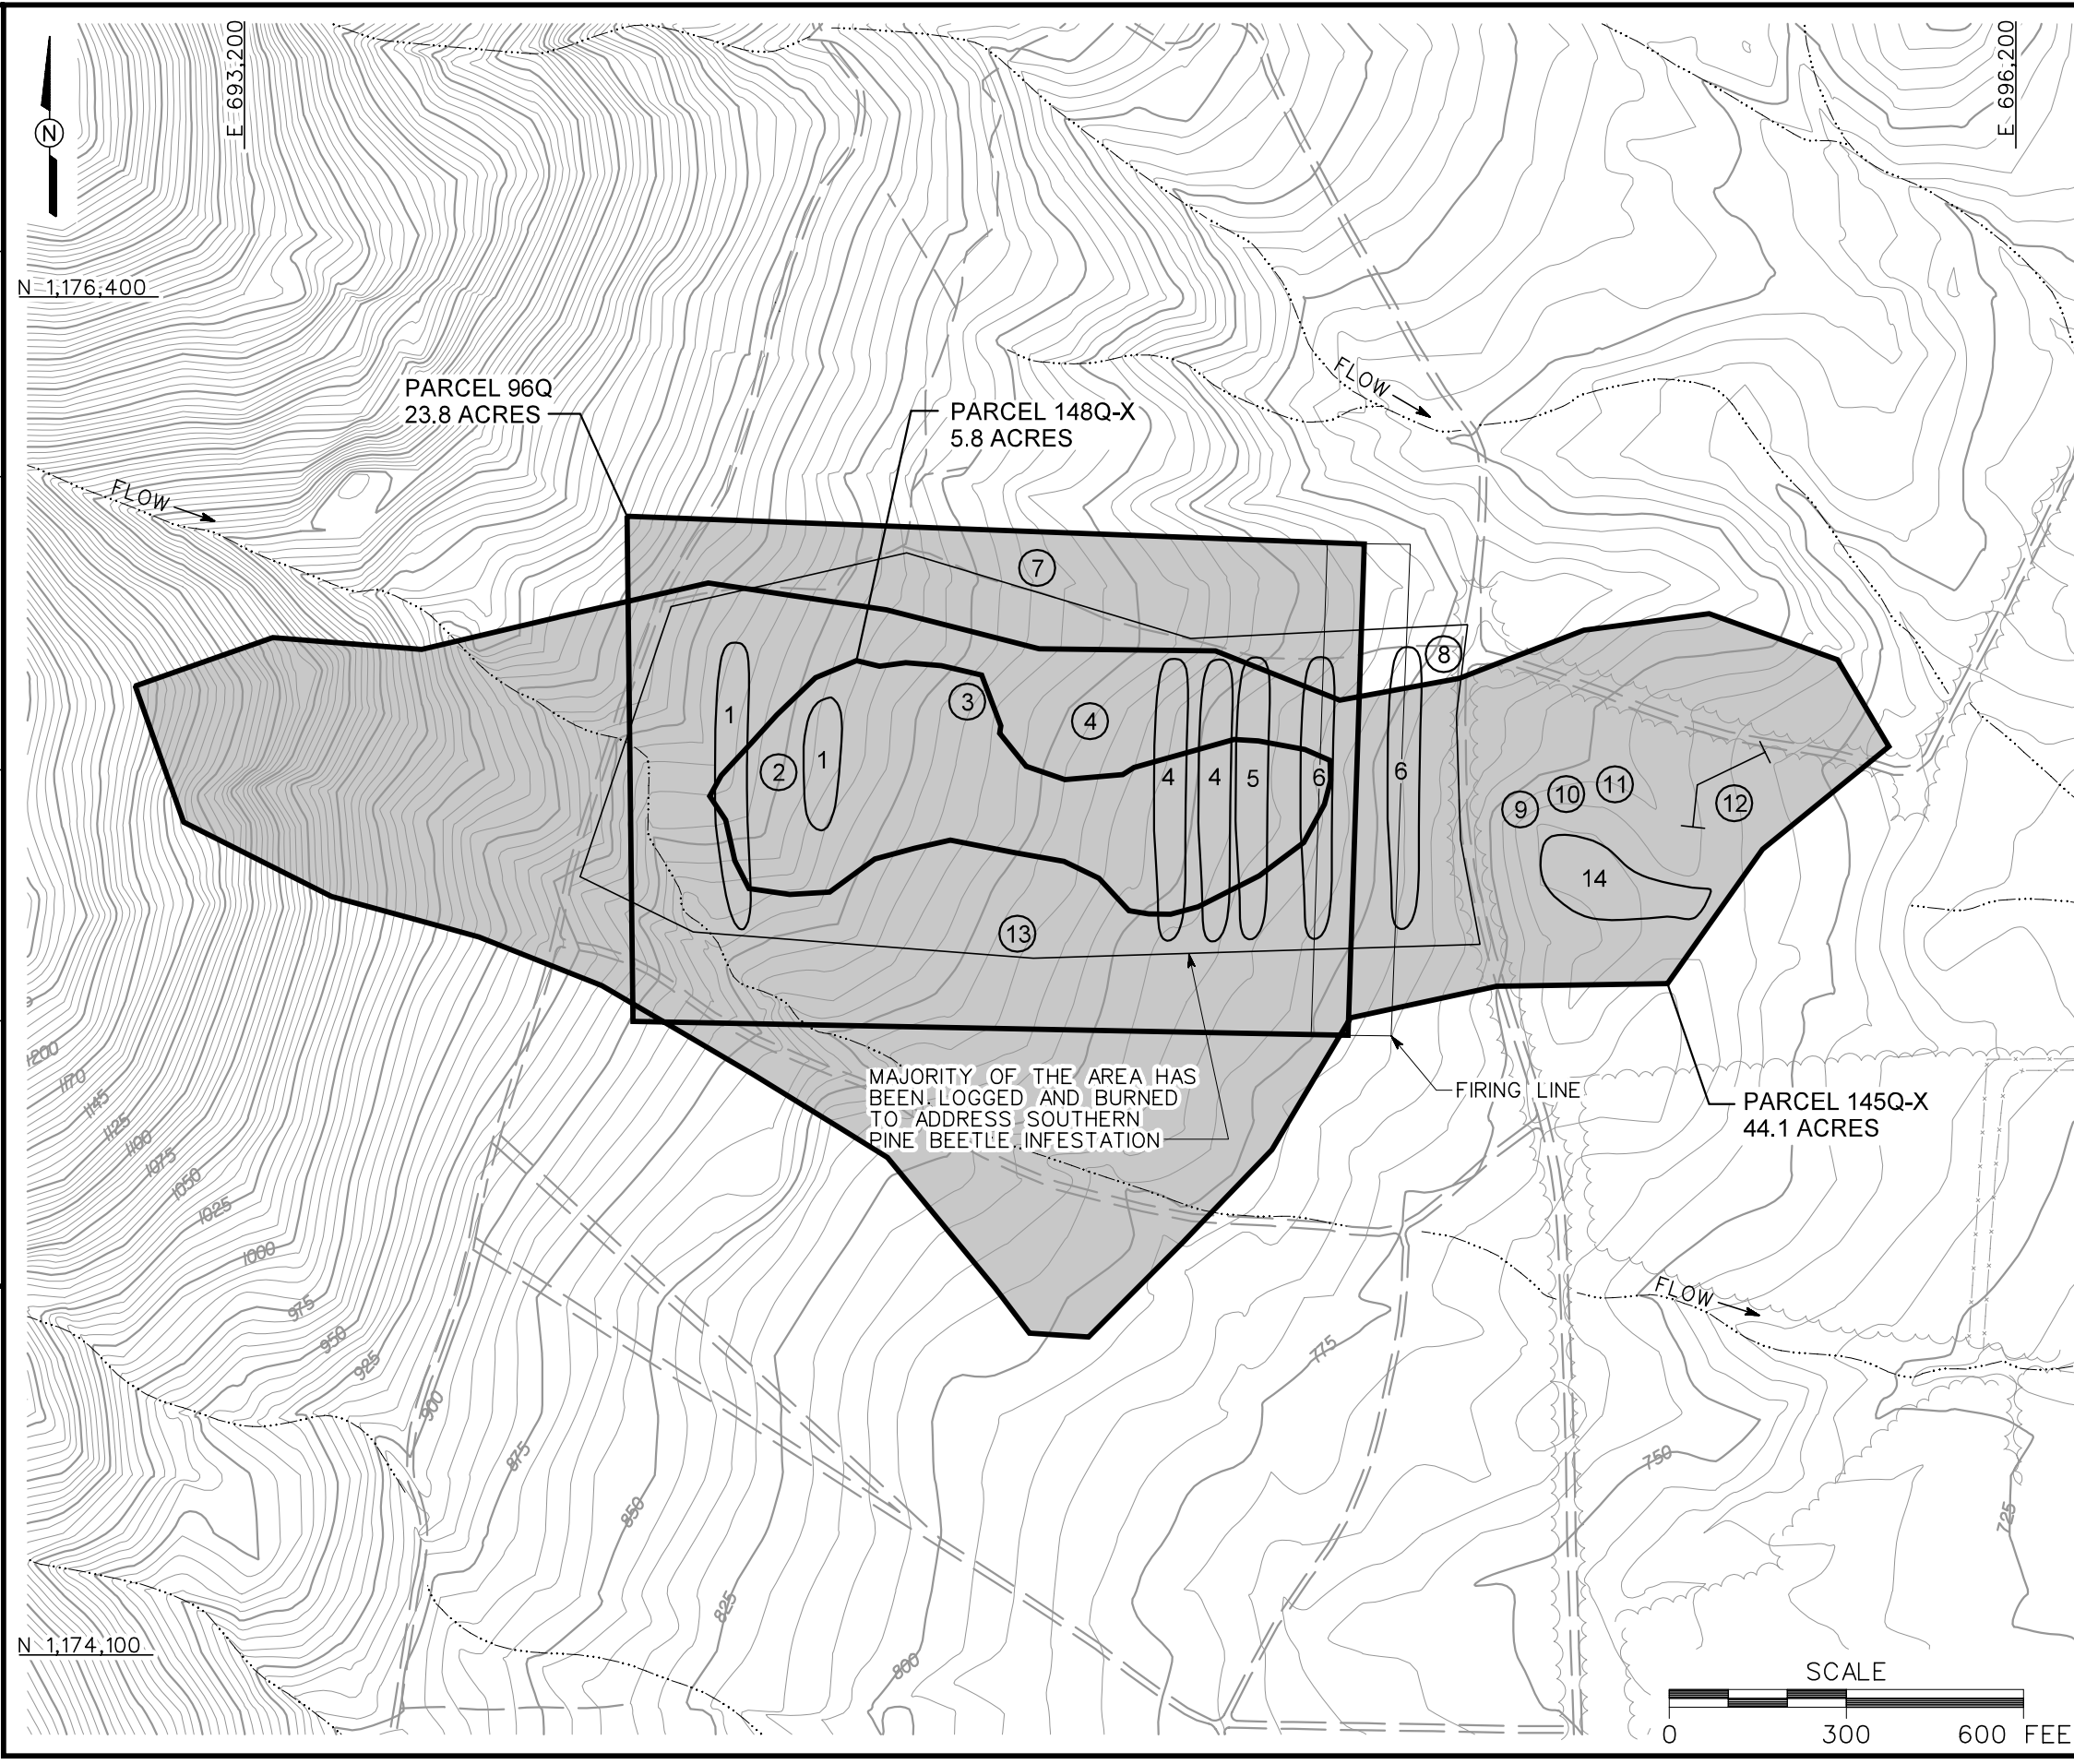 E 693,200
E 696,200
N
N 1,176,400
FLOW
PARCEL 96Q
23.8 ACRES
PARCEL 148Q-X
5.8 ACRES
FLOW
7
8
1
3
4
2
1
4
4
5
6
6
9
10
11
12
14
13
MAJORITY OF THE AREA HAS
BEEN LOGGED AND BURNED
TO ADDRESS SOUTHERN
PINE BEETLE INFESTATION
FIRING LINE
PARCEL 145Q-X
44.1 ACRES
1200
1170
1145
1125
1100
1075
1050
1025
1000
975
950
925
900
875
850
825
800
775
750
725
FLOW
N 1,174,100
SCALE
0 300 600 FEE